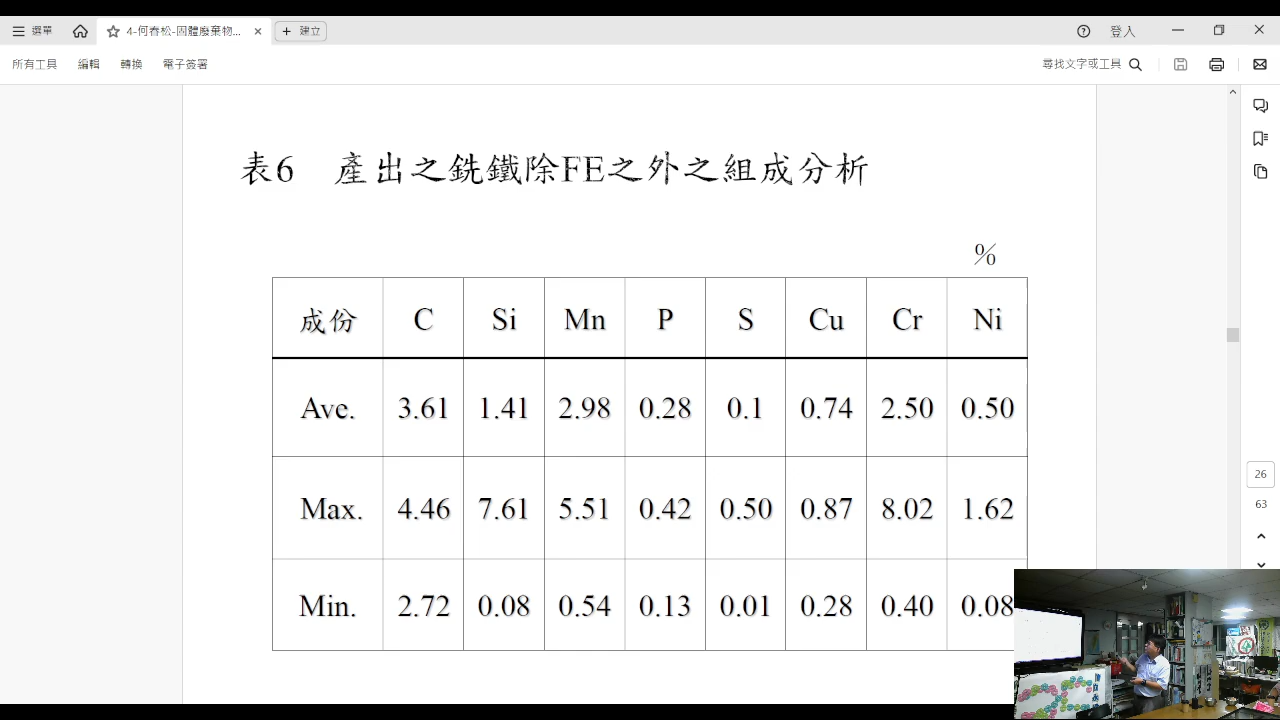 選單
4-何春松-固體廢棄物...
建立
登入
所有工具
編輯
轉換
電子簽署
尋找文字或工具
表6 產出之銑鐵除FE之外之組成分析
%
成份 C Si Mn P S Cu Cr Ni
Ave. 3.61 1.41 2.98 0.28 0.1 0.74 2.50 0.50
Max. 4.46 7.61 5.51 0.42 0.50 0.87 8.02 1.62
Min. 2.72 0.08 0.54 0.13 0.01 0.28 0.40 0.08
26
63